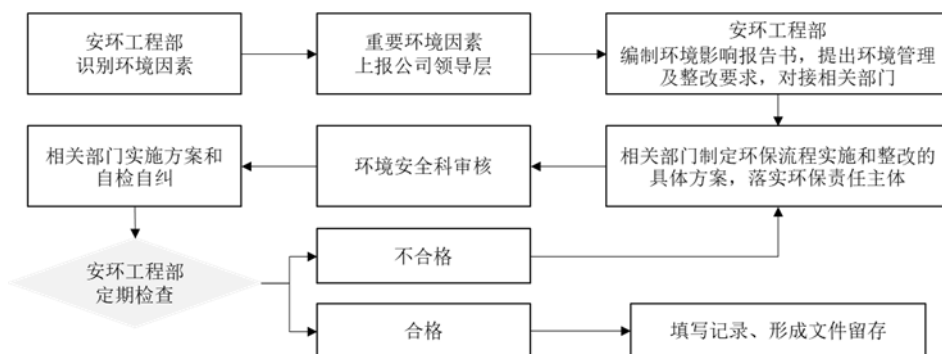 安环工程部
识别环境因素
重要环境因素
上报公司领导层
安环工程部
编制环境影响报告书，提出环境管理
及整改要求，对接相关部门
相关部门实施方案和
自检自纠
环境安全科审核
相关部门制定环保流程实施和整改的
具体方案，落实环保责任主体
安环工程部
定期检查
不合格
合格
填写记录、形成文件留存